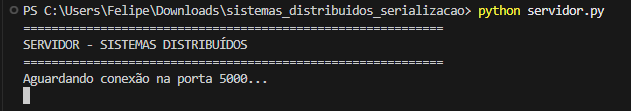 PS C:\Users\Felipe\Downloads\sistemas_distribuidos_serializacao> python servidor.py
============================================================
SERVIDOR - SISTEMAS DISTRIBUÍDOS
============================================================
Aguardando conexão na porta 5000...